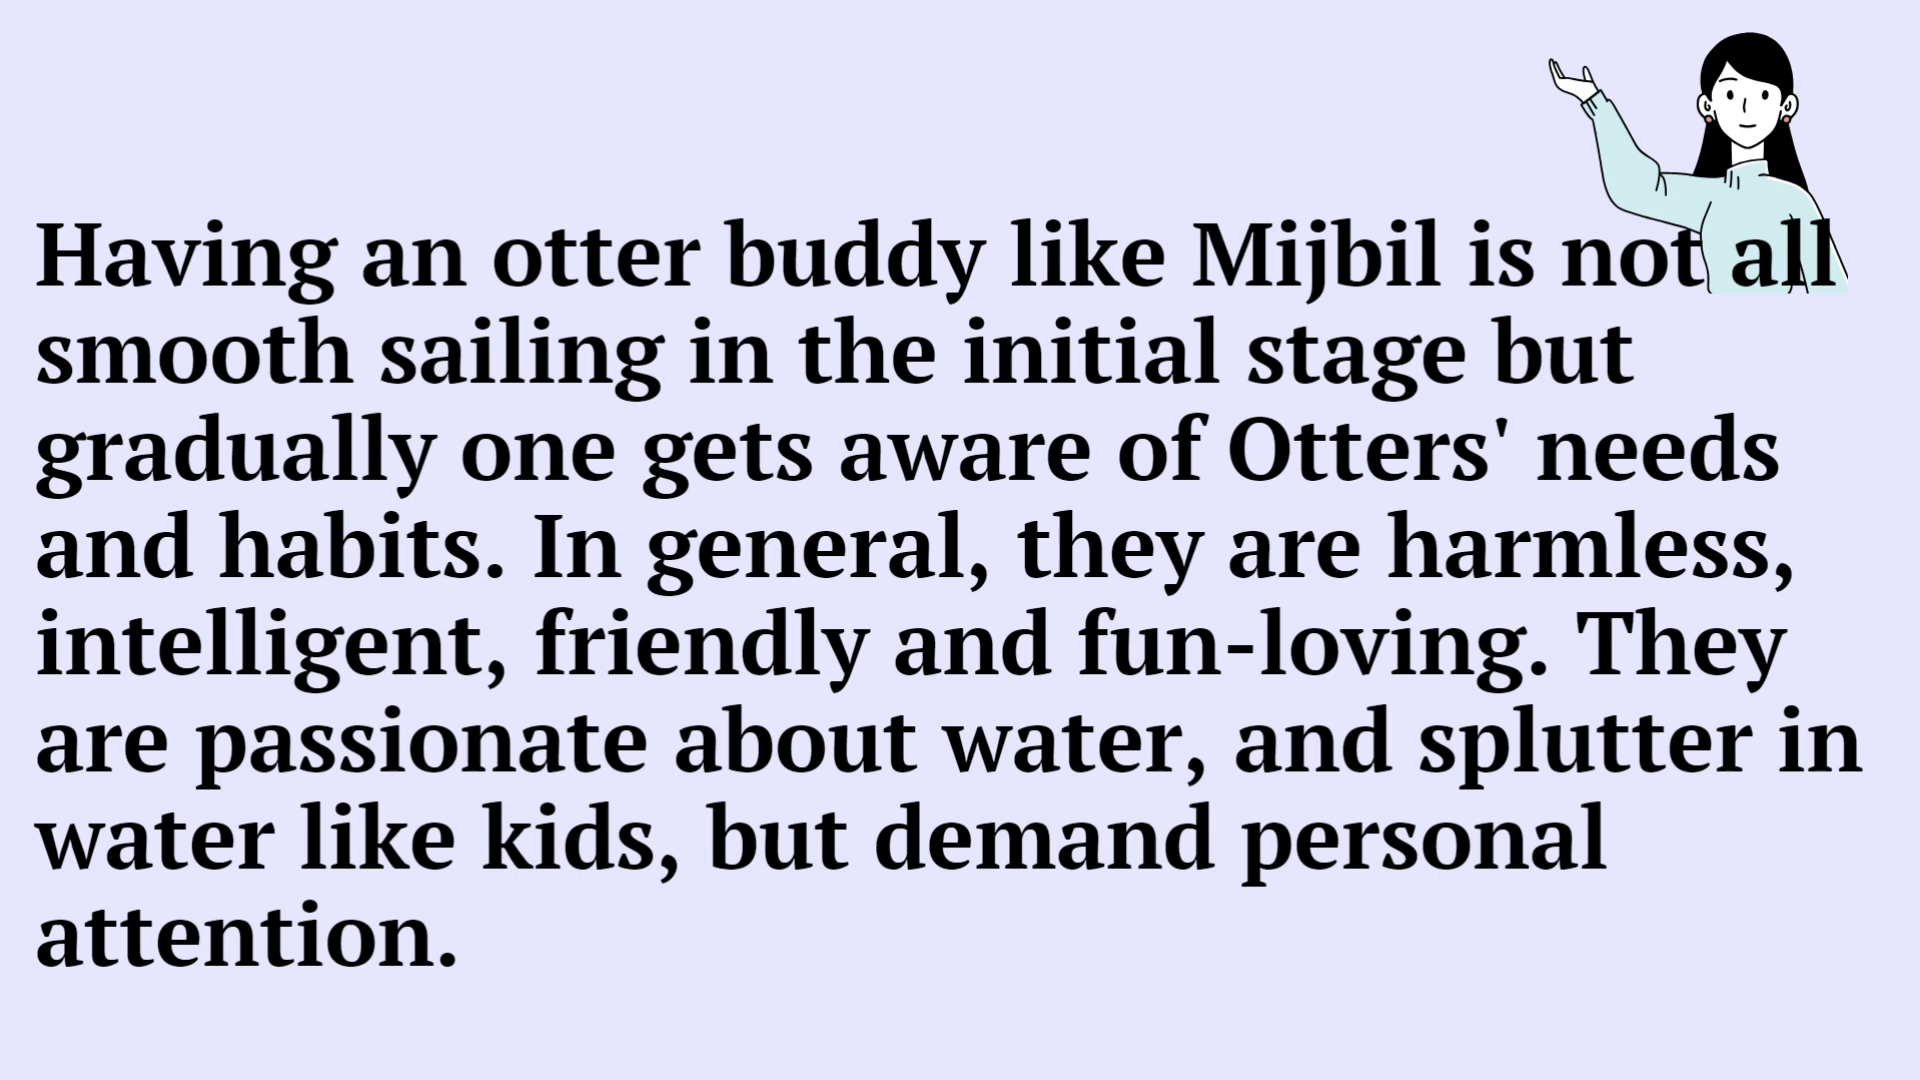 Having an otter buddy like Mijbil is not all
smooth sailing in the initial stage but
gradually one gets aware of Otters' needs
and habits. In general, they are harmless,
intelligent, friendly and fun-loving. They
are passionate about water, and splutter in
water like kids, but demand personal
attention.